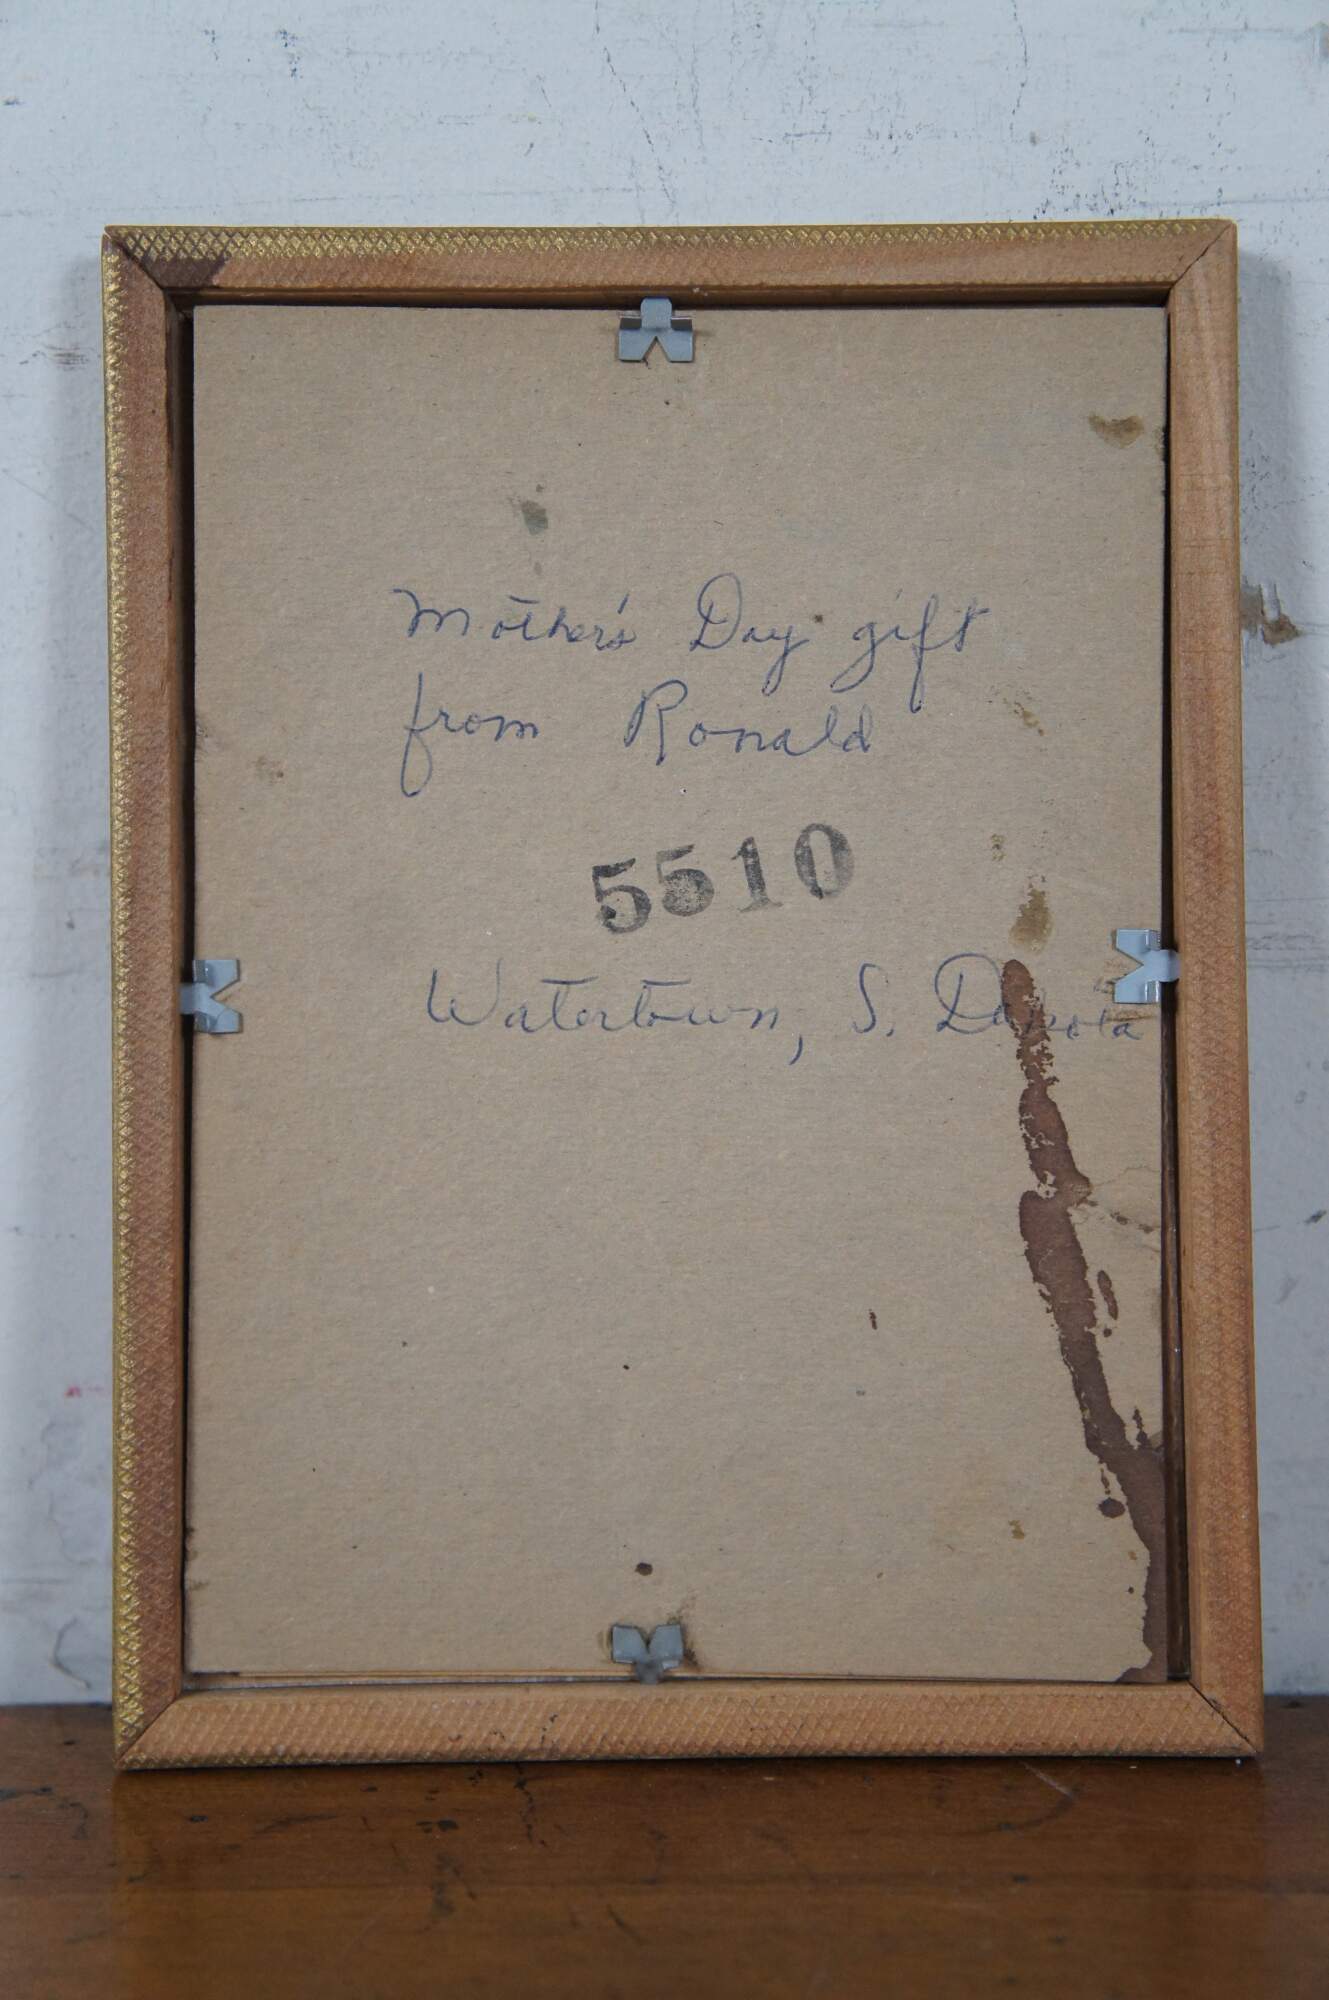 Mother's Day gift
from Ronald
5510
Watertown, S. Dakota